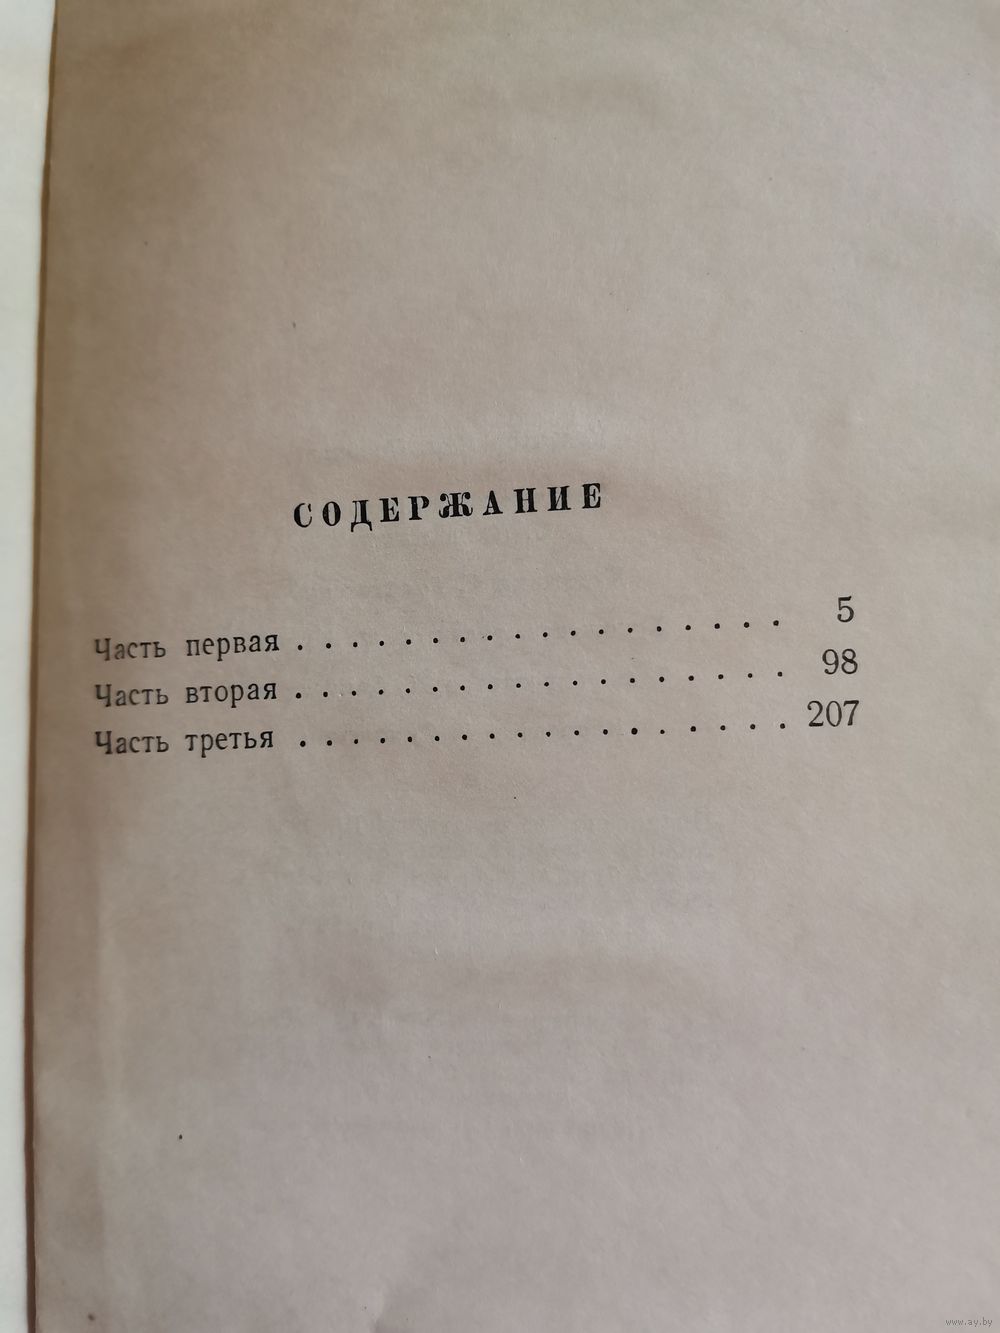 СОДЕРЖАНИЕ
Часть первая . . . . . . . . . . . . . . . . . . 5
Часть вторая . . . . . . . . . . . . . . . . . . 98
Часть третья . . . . . . . . . . . . . . . . . . 207
www.ay.by